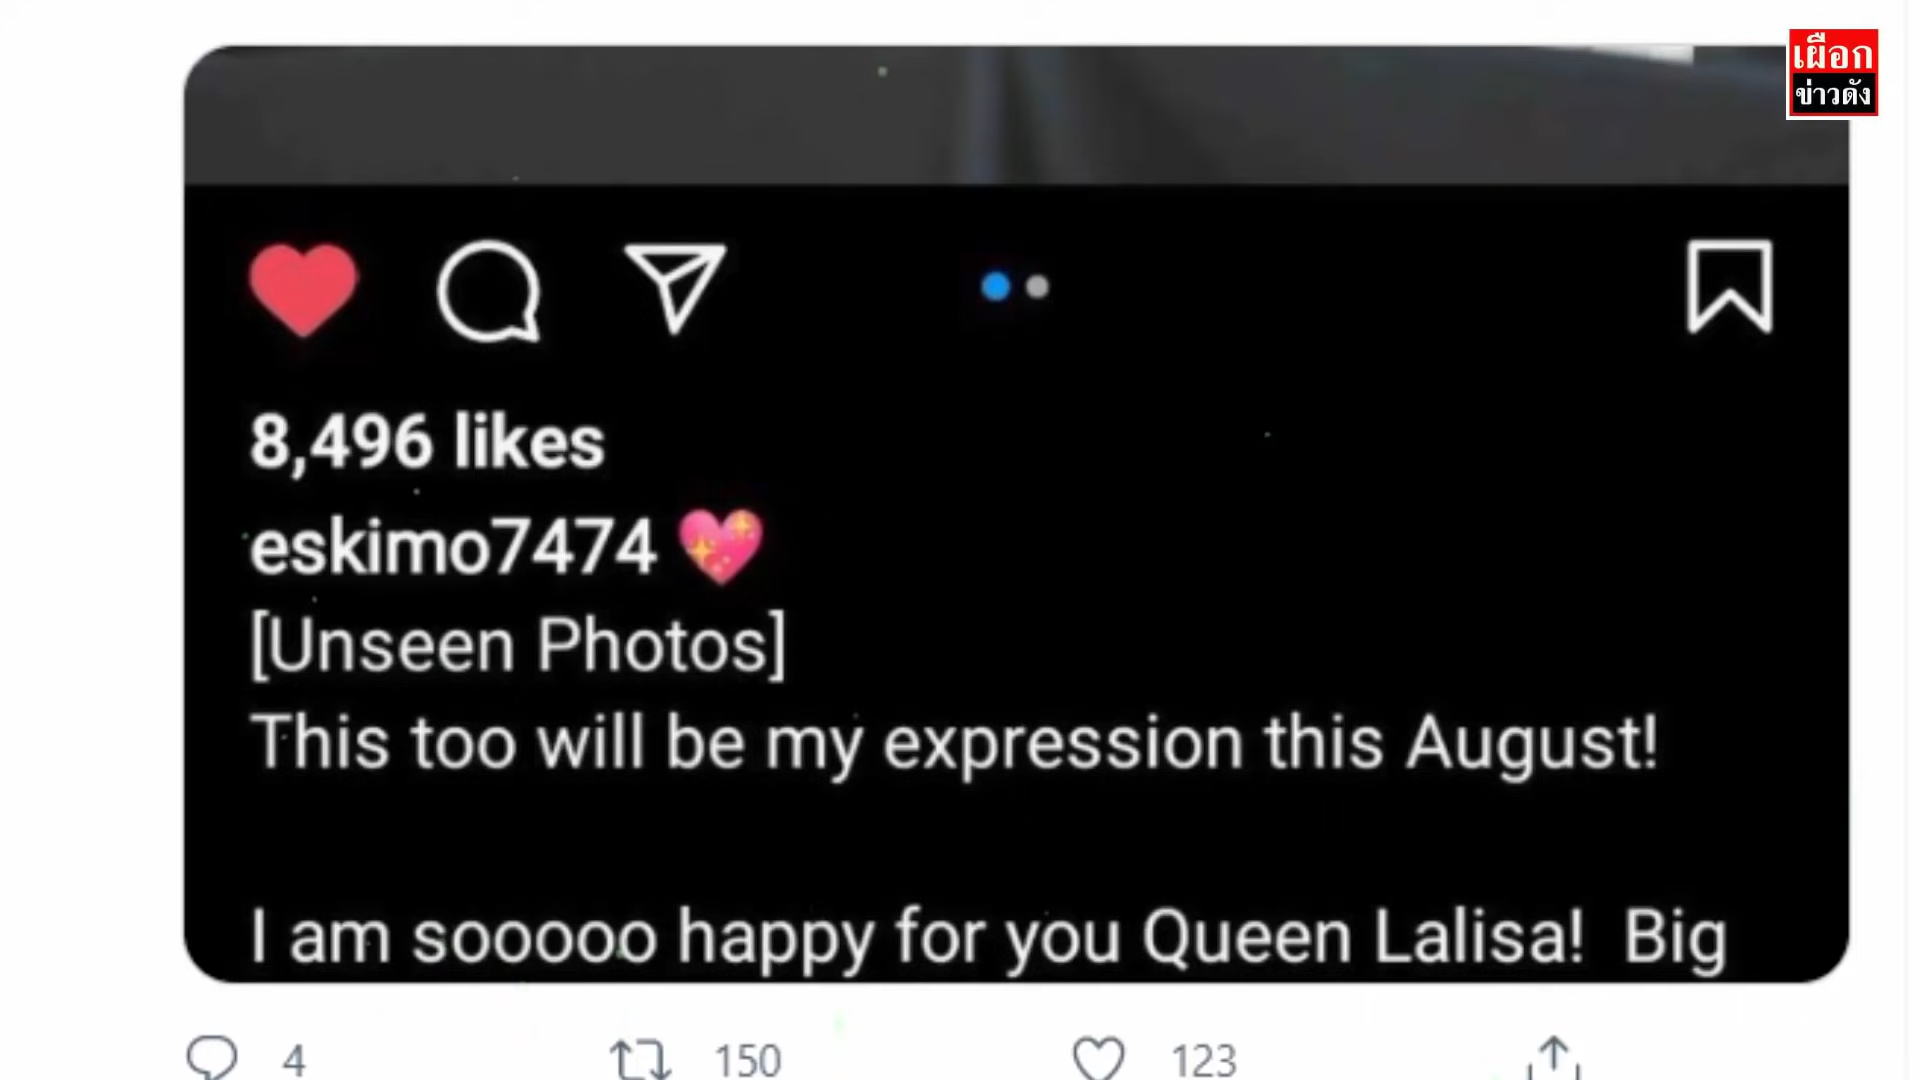 เผือก
ข่าวดัง
8,496 likes
eskimo7474 💖
[Unseen Photos]
This too will be my expression this August!
I am sooooo happy for you Queen Lalisa! Big
4
150
123